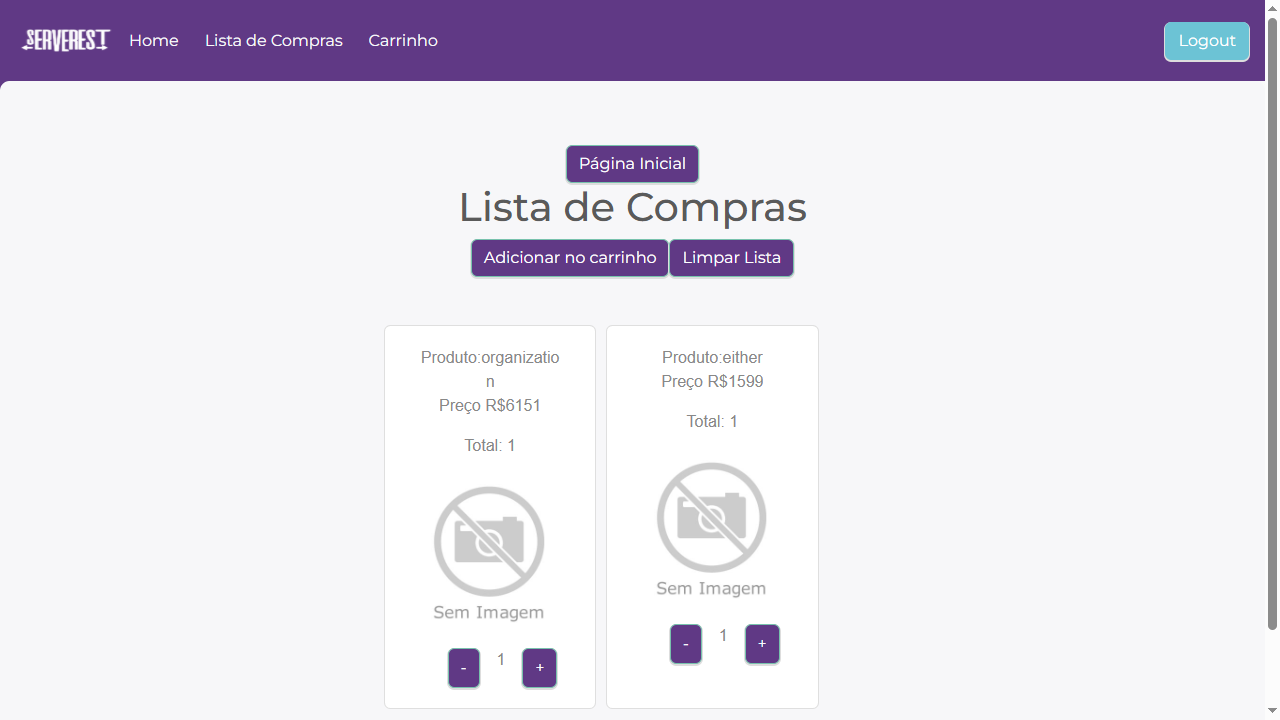 SERVEREST Home Lista de Compras Carrinho Logout
Página Inicial
Lista de Compras
Adicionar no carrinho Limpar Lista
Produto:organizatio
n
Preço R$6151
Total: 1
Sem Imagem
- 1 +
Produto:either
Preço R$1599
Total: 1
Sem Imagem
- 1 +